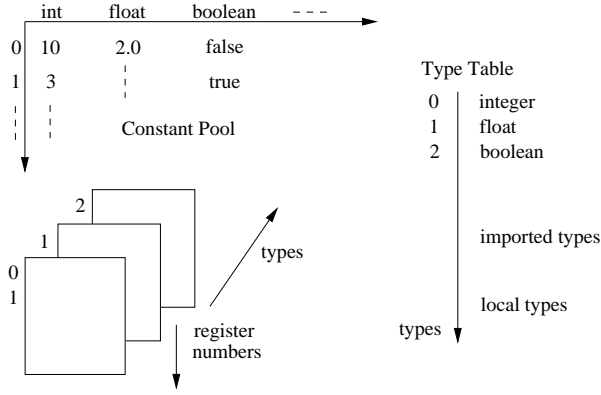 int float boolean
0 10 2.0 false
1 3 true
Constant Pool
Type Table
0 integer
1 float
2 boolean
imported types
local types
types
2
1
0
1
types
register
numbers